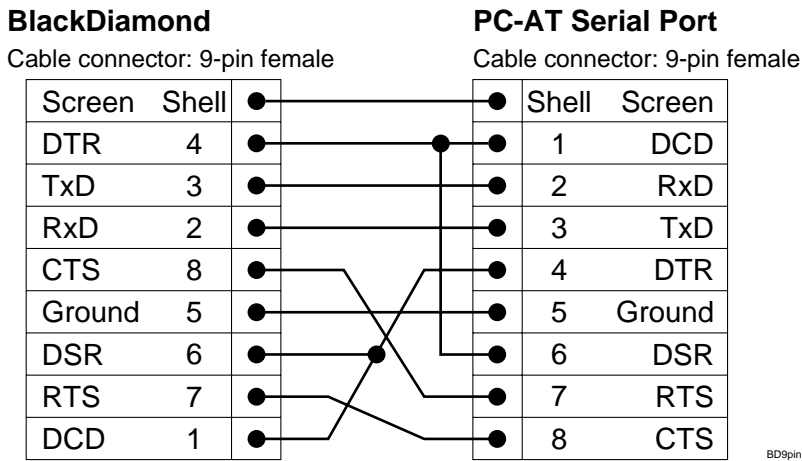 BlackDiamond PC-AT Serial Port
Cable connector: 9-pin female Cable connector: 9-pin female
Screen Shell Shell Screen
DTR 4 1 DCD
TxD 3 2 RxD
RxD 2 3 TxD
CTS 8 4 DTR
Ground 5 5 Ground
DSR 6 6 DSR
RTS 7 7 RTS
DCD 1 8 CTS
BD9pin